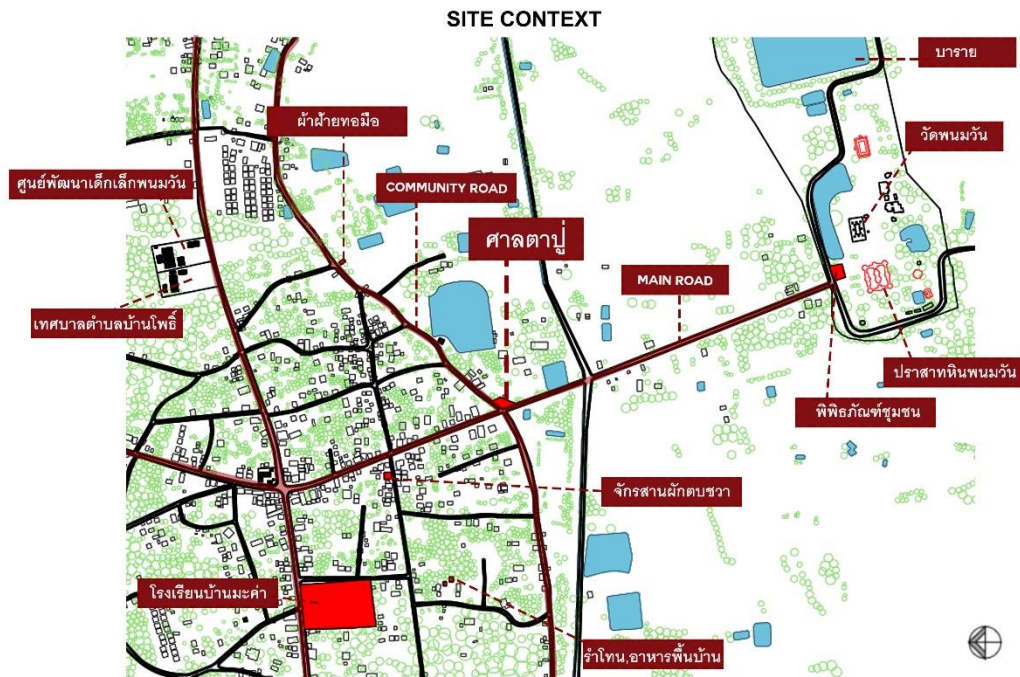 SITE CONTEXT
บาราย
ผ้าฝ้ายทอมือ
วัดพนมวัน
ศูนย์พัฒนาเด็กเล็กพนมวัน
COMMUNITY ROAD
ศาลตาปู่
MAIN ROAD
เทศบาลตำบลบ้านโพธิ์
ปราสาทหินพนมวัน
พิพิธภัณฑ์ชุมชน
จักรสานผักตบชวา
โรงเรียนบ้านมะค่า
รำโทน,อาหารพื้นบ้าน